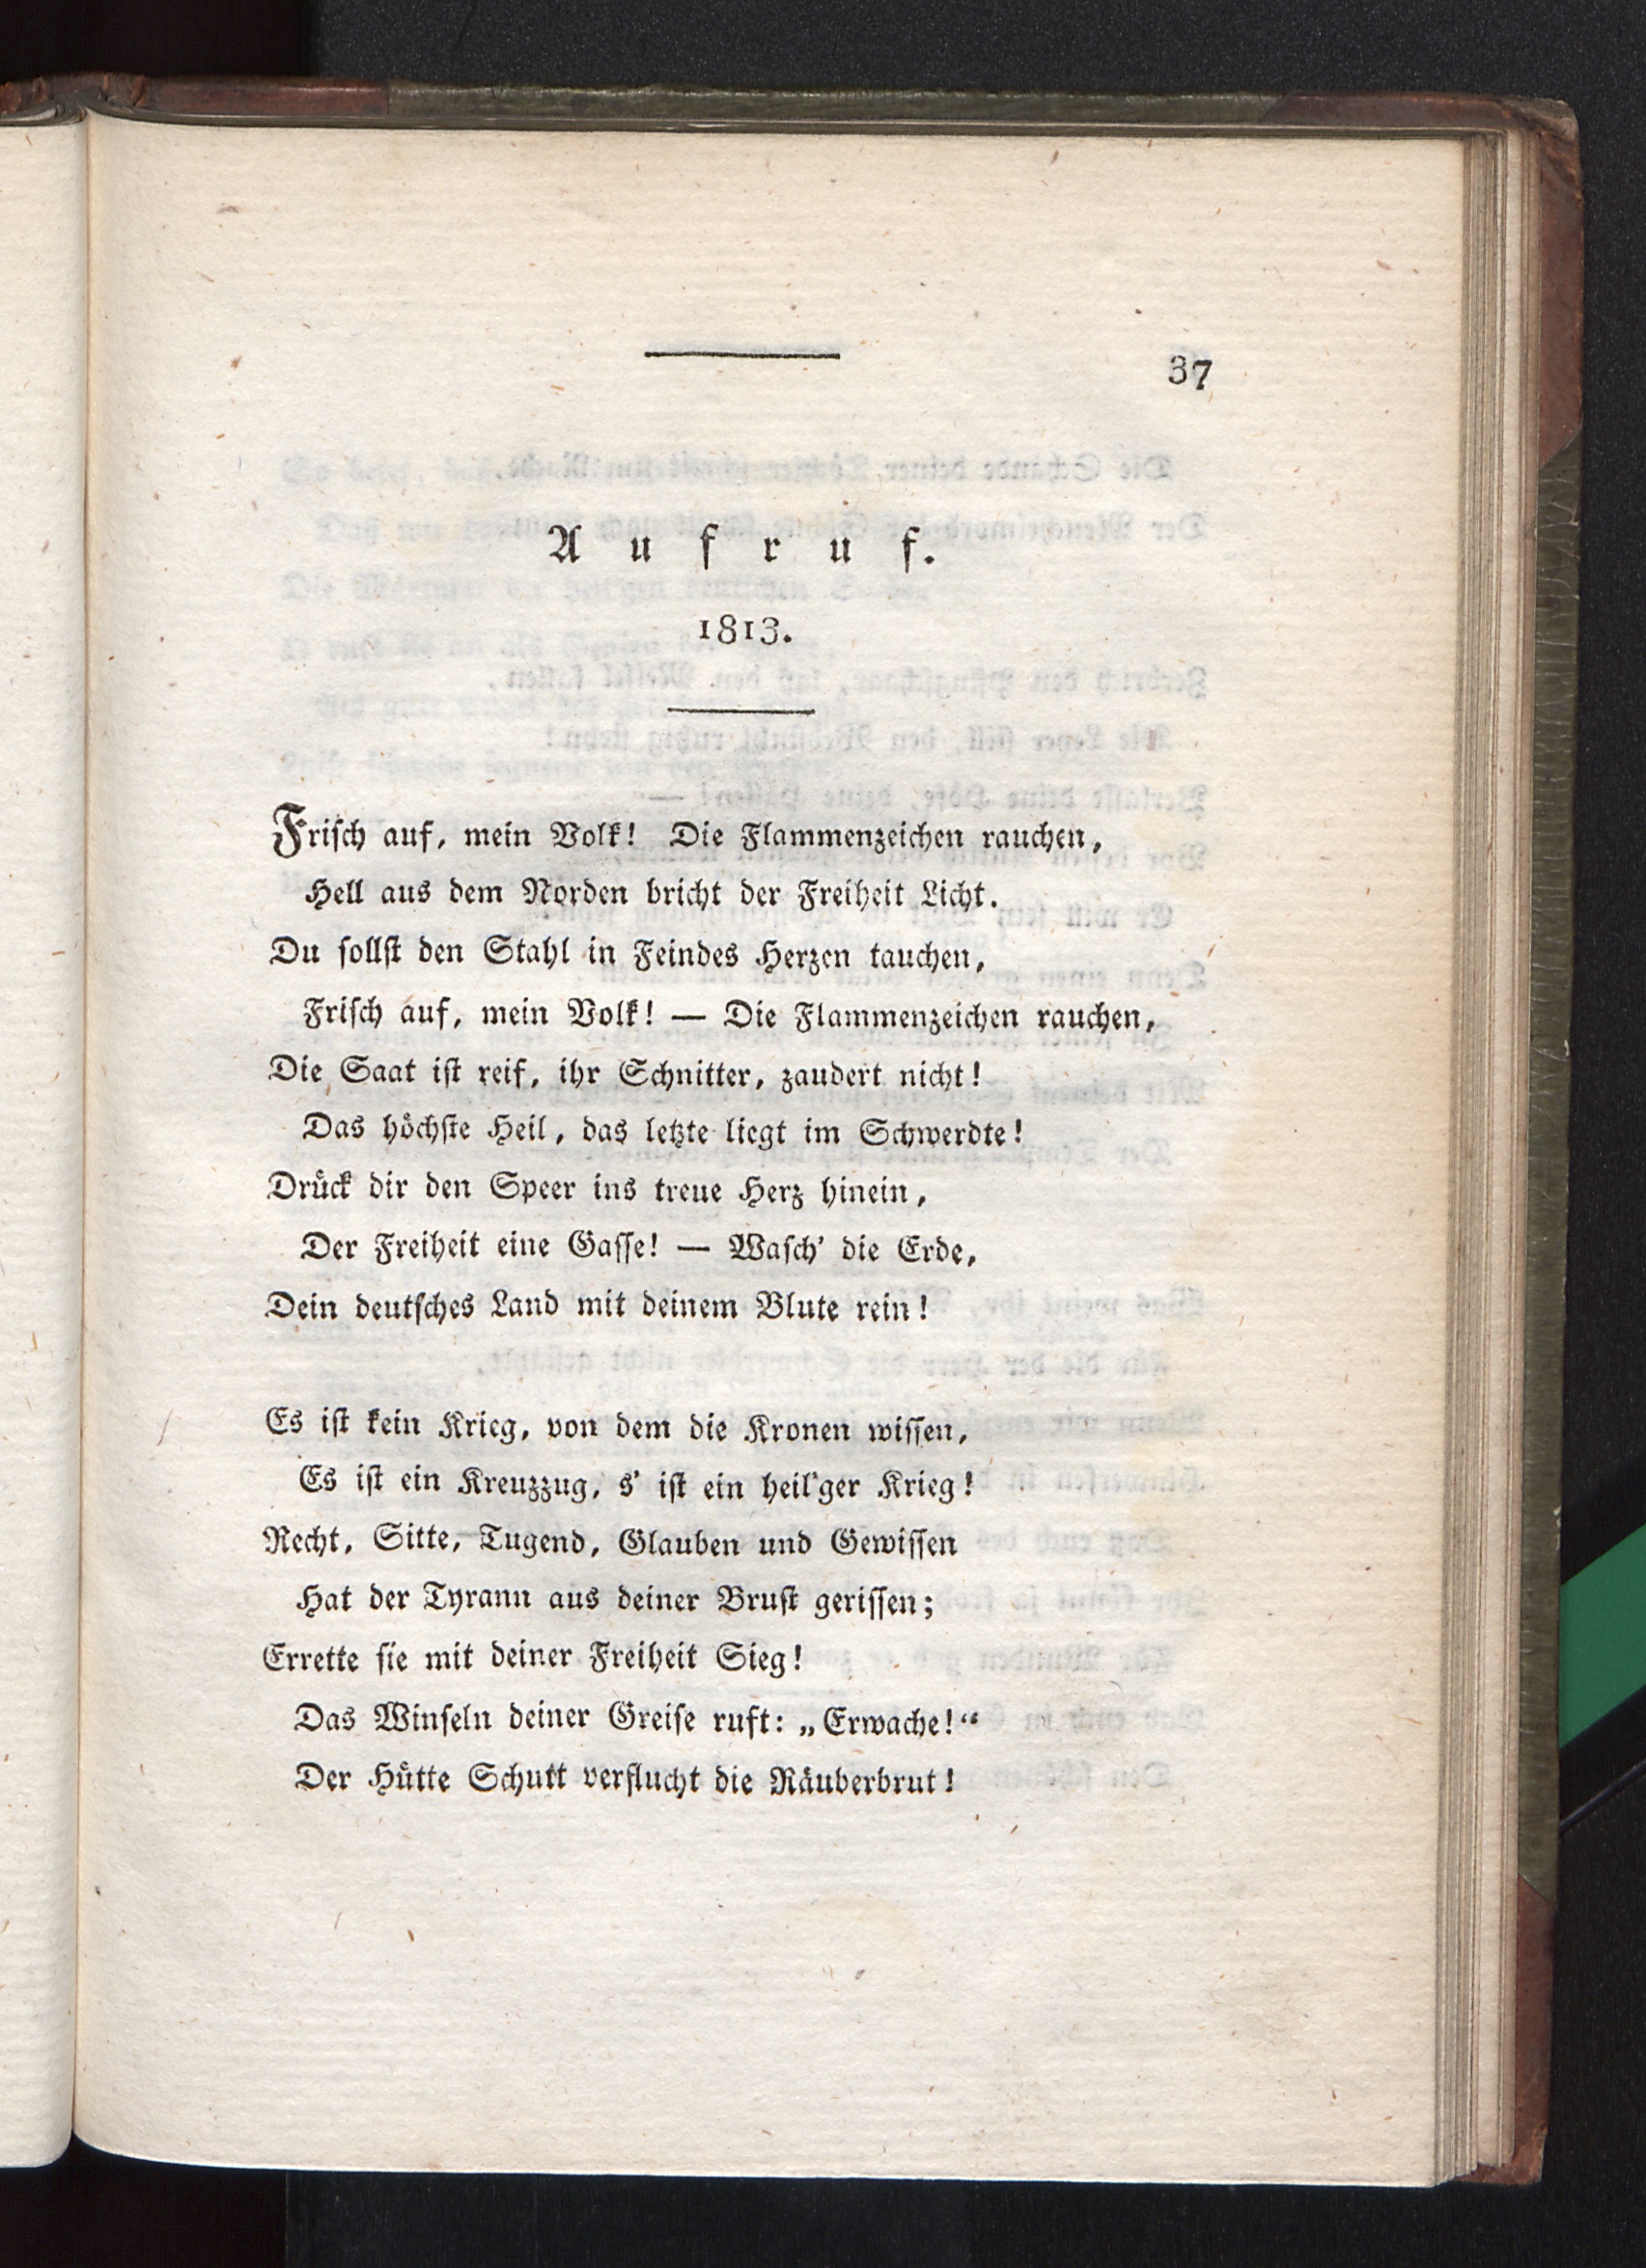 37
Aufruf.
1813.
Frisch auf, mein Volk! Die Flammenzeichen rauchen,
Hell aus dem Norden bricht der Freiheit Licht.
Du sollst den Stahl in Feindes Herzen tauchen,
Frisch auf, mein Volk! — Die Flammenzeichen rauchen,
Die Saat ist reif, ihr Schnitter, zaudert nicht!
Das höchste Heil, das letzte liegt im Schwerdte!
Drück dir den Speer ins treue Herz hinein,
Der Freiheit eine Gasse! — Wasch' die Erde,
Dein deutsches Land mit deinem Blute rein!
Es ist kein Krieg, von dem die Kronen wissen,
Es ist ein Kreuzzug, s' ist ein heil'ger Krieg!
Recht, Sitte, Tugend, Glauben und Gewissen
Hat der Tyrann aus deiner Brust gerissen;
Errette sie mit deiner Freiheit Sieg!
Das Winseln deiner Greise ruft: „Erwache!“
Der Hütte Schutt verflucht die Räuberbrut!